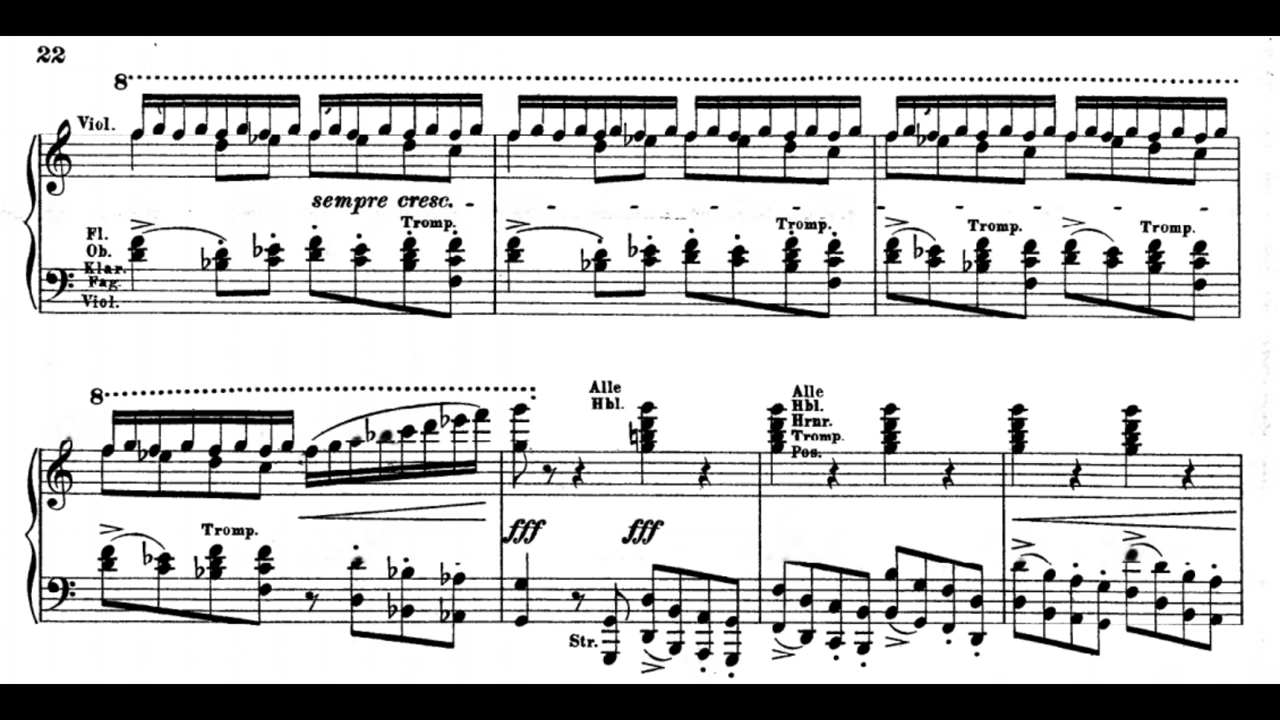 22
8
Viol.
sempre cresc. - - - - - - - - - -
Tromp. Tromp. Tromp. Tromp.
Fl.
Ob.
Klar.
Fag.
Viol.
8
Alle
Hbl.
Alle
Hbl.
Hrnr.
Tromp.
Pos.
Tromp.
fff fff
Str.